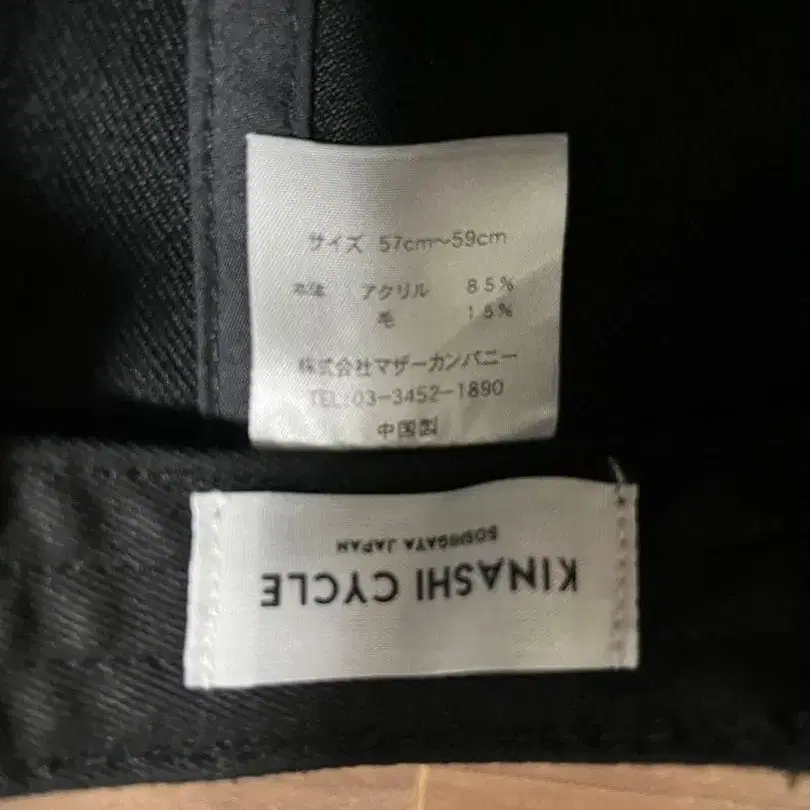 サイズ 57cm〜59cm
本体 アクリル 85%
毛 15%
株式会社マザーカンパニー
TEL:03-3452-1890
中国製
KINASHI CYCLE
SOSHIGAYA JAPAN